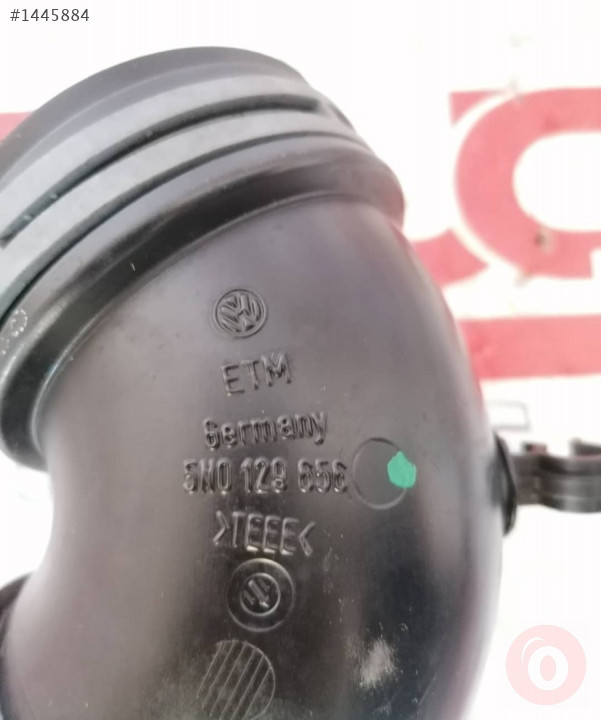 #1445884
ETM
Germany
5N0 129 656
>TEEE<